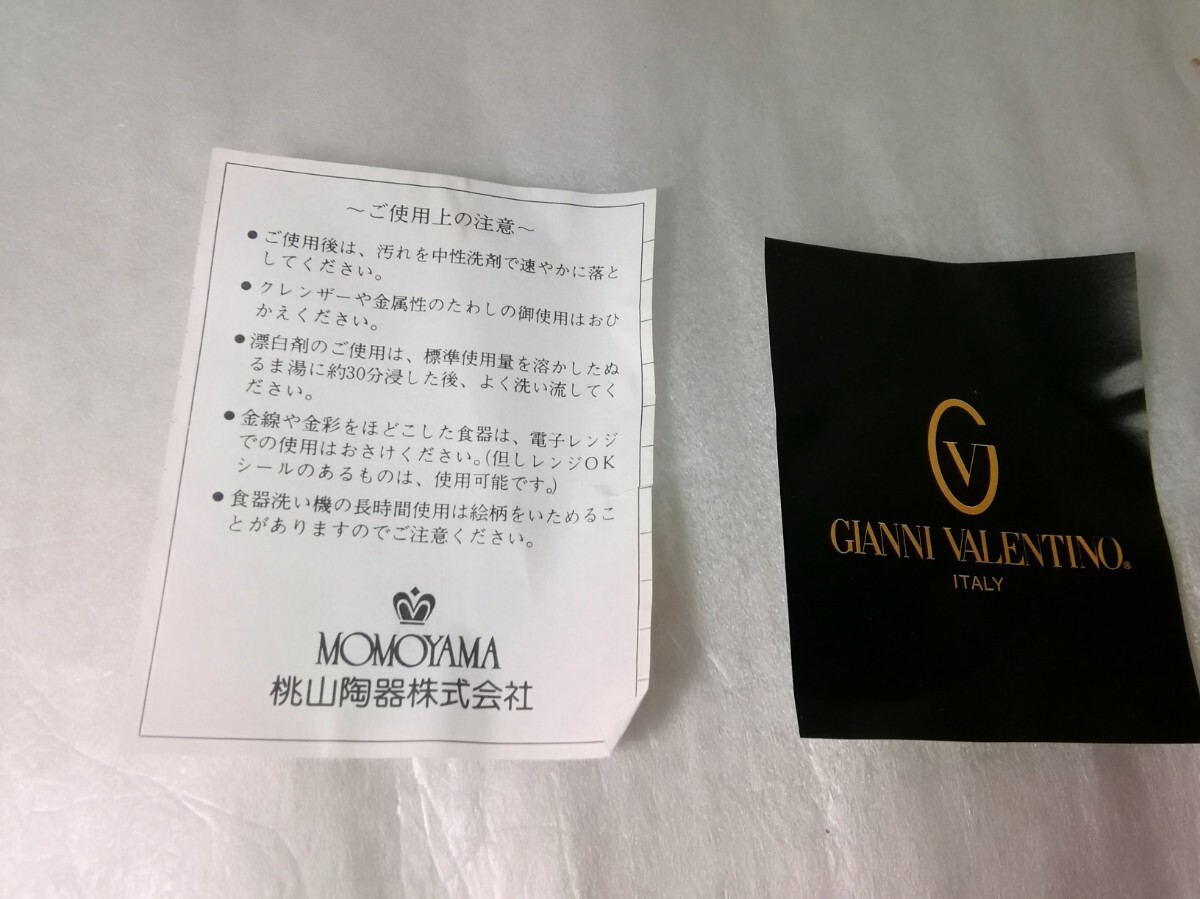 ～ご使用上の注意～
●ご使用後は、汚れを中性洗剤で速やかに落と
してください。
●クレンザーや金属性のたわしの御使用はおひ
かえください。
●漂白剤のご使用は、標準使用量を溶かしたぬ
るま湯に約30分浸した後、よく洗い流してく
ださい。
●金線や金彩をほどこした食器は、電子レンジ
での使用はおさけください。(但しレンジOK
シールのあるものは、使用可能です。)
●食器洗い機の長時間使用は絵柄をいためるこ
とがありますのでご注意ください。
MOMOYAMA
桃山陶器株式会社
GV
GIANNI VALENTINO®
ITALY